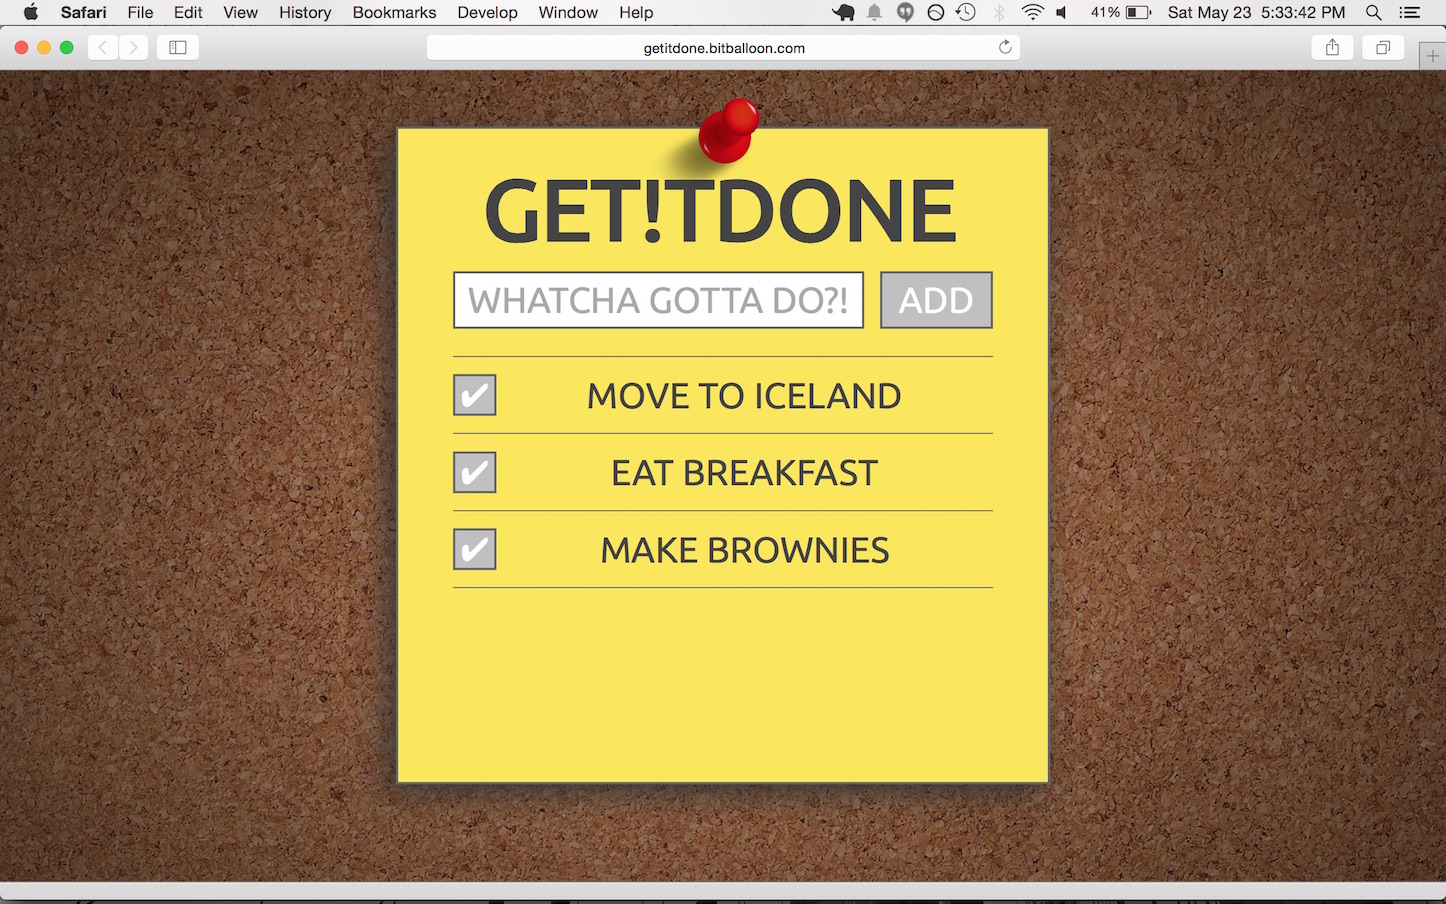 Safari File Edit View History Bookmarks Develop Window Help 41% Sat May 23 5:33:42 PM
getitdone.bitballoon.com
GET!TDONE
WHATCHA GOTTA DO?! ADD
MOVE TO ICELAND
EAT BREAKFAST
MAKE BROWNIES